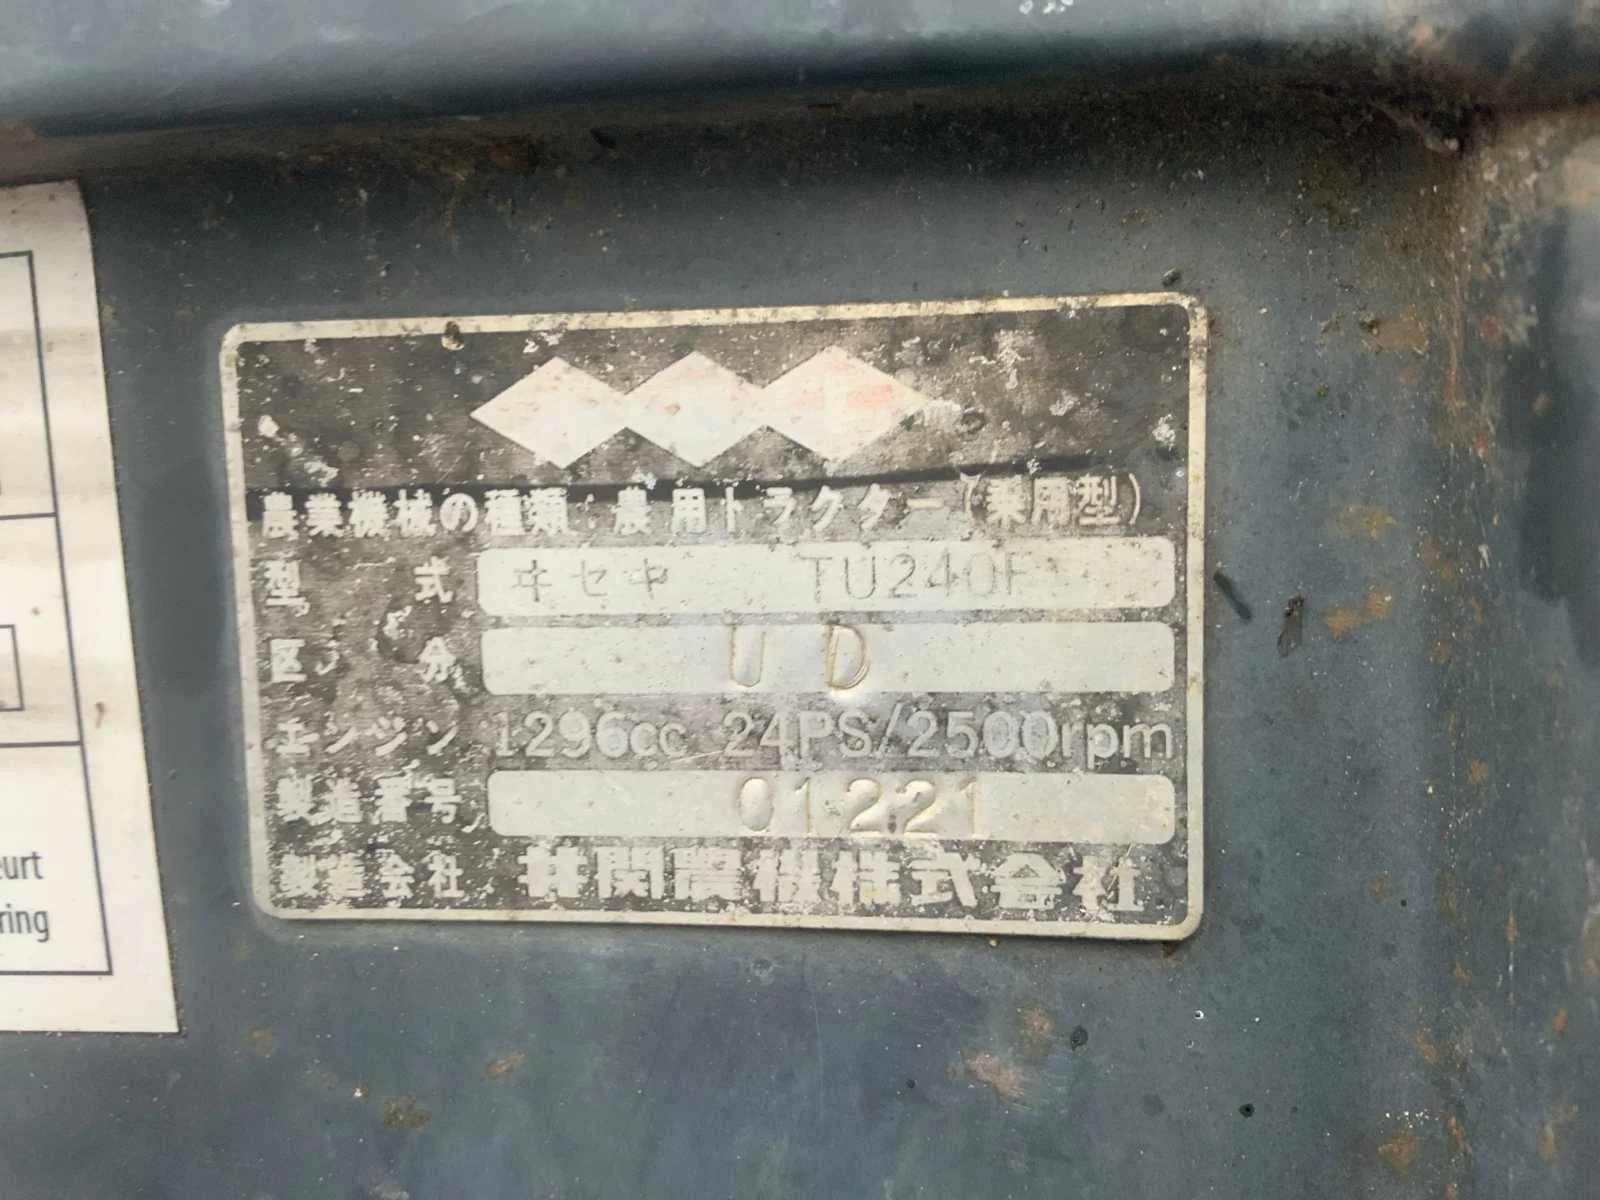 農業機械の種類:農用トラクター(乗用型)
型 式 ヰセキ TU240F
区 分 UD
エンジン 1296cc 24PS/2500rpm
製造番号 01221
製造会社 井関農機株式会社
eurt
ring